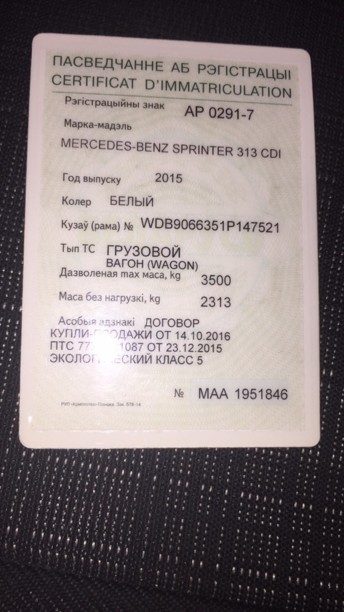 ПАСВЕДЧАННЕ АБ РЭГІСТРАЦЫІ
CERTIFICAT D'IMMATRICULATION
Рэгістрацыйны знак АР 0291-7
Марка-мадэль
MERCEDES-BENZ SPRINTER 313 CDI
Год выпуску 2015
Колер БЕЛЫЙ
Кузаў (рама) № WDB9066351P147521
Тып ТС ГРУЗОВОЙ
ВАГОН (WAGON)
Дазволеная max маса, kg 3500
Маса без нагрузкі, kg 2313
Асобыя адзнакі ДОГОВОР
КУПЛИ-ПРОДАЖИ ОТ 14.10.2016
ПТС 1087 ОТ 23.12.2015
ЭКОЛОГИЧЕСКИЙ КЛАСС 5
№ МАА 1951846